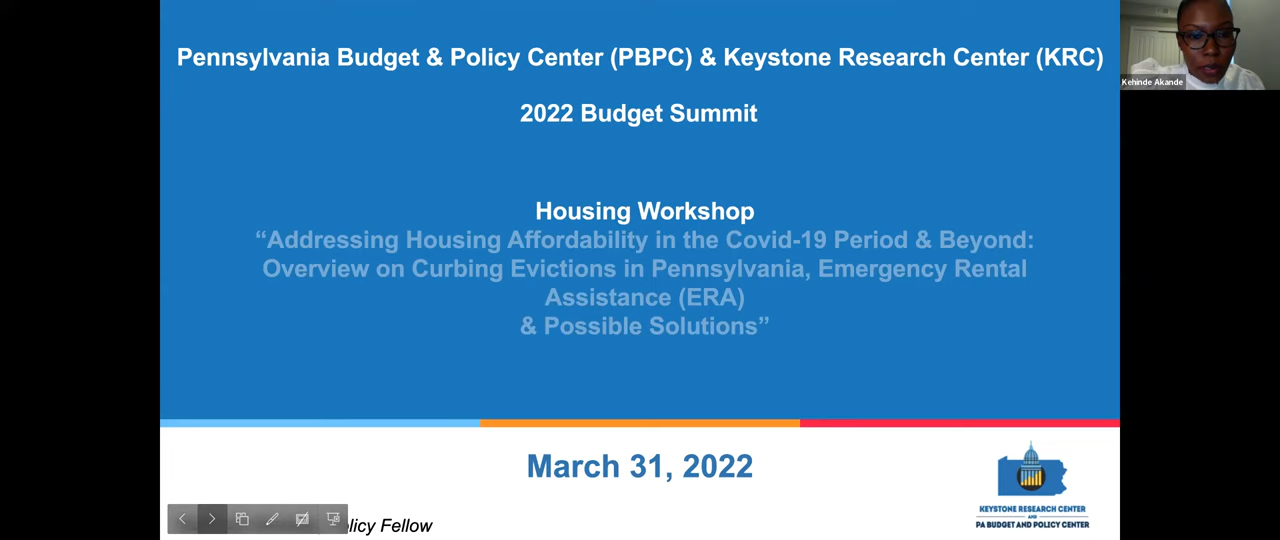 Pennsylvania Budget & Policy Center (PBPC) & Keystone Research Center (KRC)
2022 Budget Summit
Kehinde Akande
Housing Workshop
“Addressing Housing Affordability in the Covid-19 Period & Beyond:
Overview on Curbing Evictions in Pennsylvania, Emergency Rental
Assistance (ERA)
& Possible Solutions”
March 31, 2022
Fellow
KEYSTONE RESEARCH CENTER
AND
PA BUDGET AND POLICY CENTER